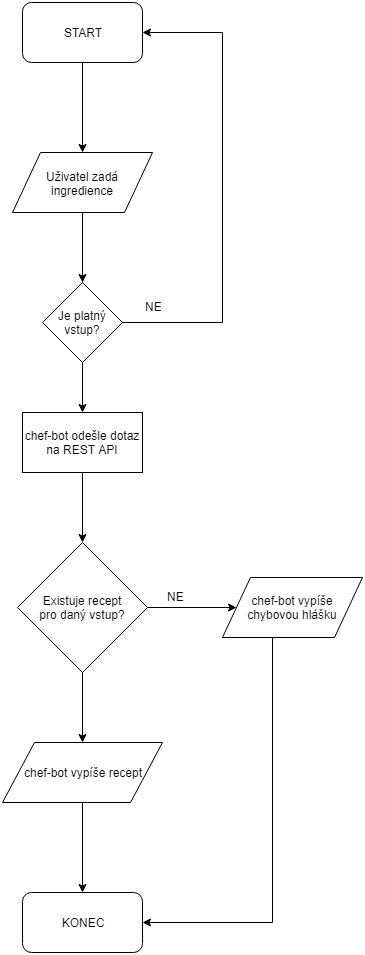 START
Uživatel zadá
ingredience
Je platný
vstup?
NE
chef-bot odešle dotaz
na REST API
Existuje recept
pro daný vstup?
NE
chef-bot vypíše
chybovou hlášku
chef-bot vypíše recept
KONEC